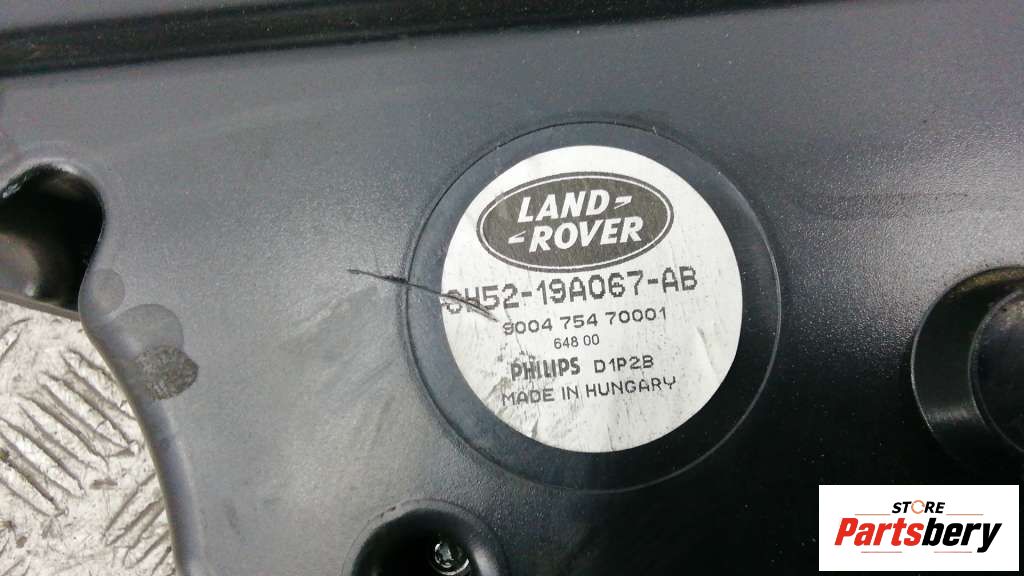 LAND-
-ROVER
6H52-19A067-AB
9004 754 70001
648 00
PHILIPS D1P2B
MADE IN HUNGARY
STORE
Partsbery